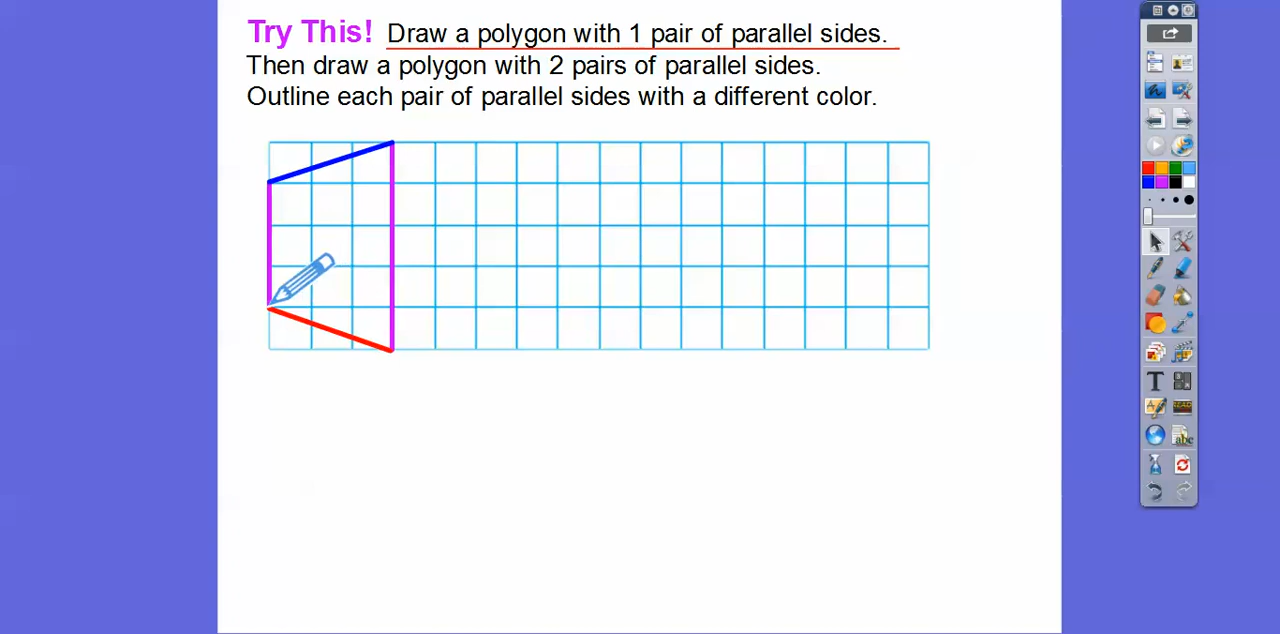 Try This! Draw a polygon with 1 pair of parallel sides.
Then draw a polygon with 2 pairs of parallel sides.
Outline each pair of parallel sides with a different color.